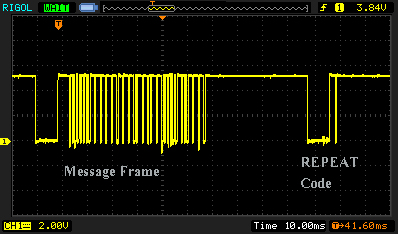 RIGOL WAIT T f 1 3.84V
T
1
Message Frame
REPEAT
Code
CH1 2.00V Time 10.00ms T→41.60ms